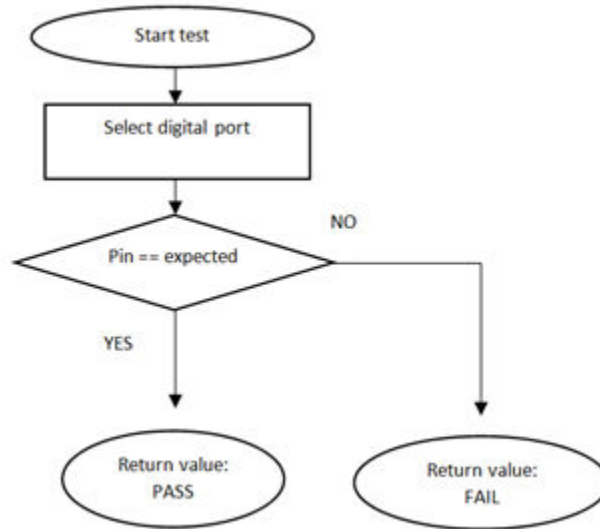 Start test
Select digital port
NO
Pin == expected
YES
Return value:
PASS
Return value:
FAIL